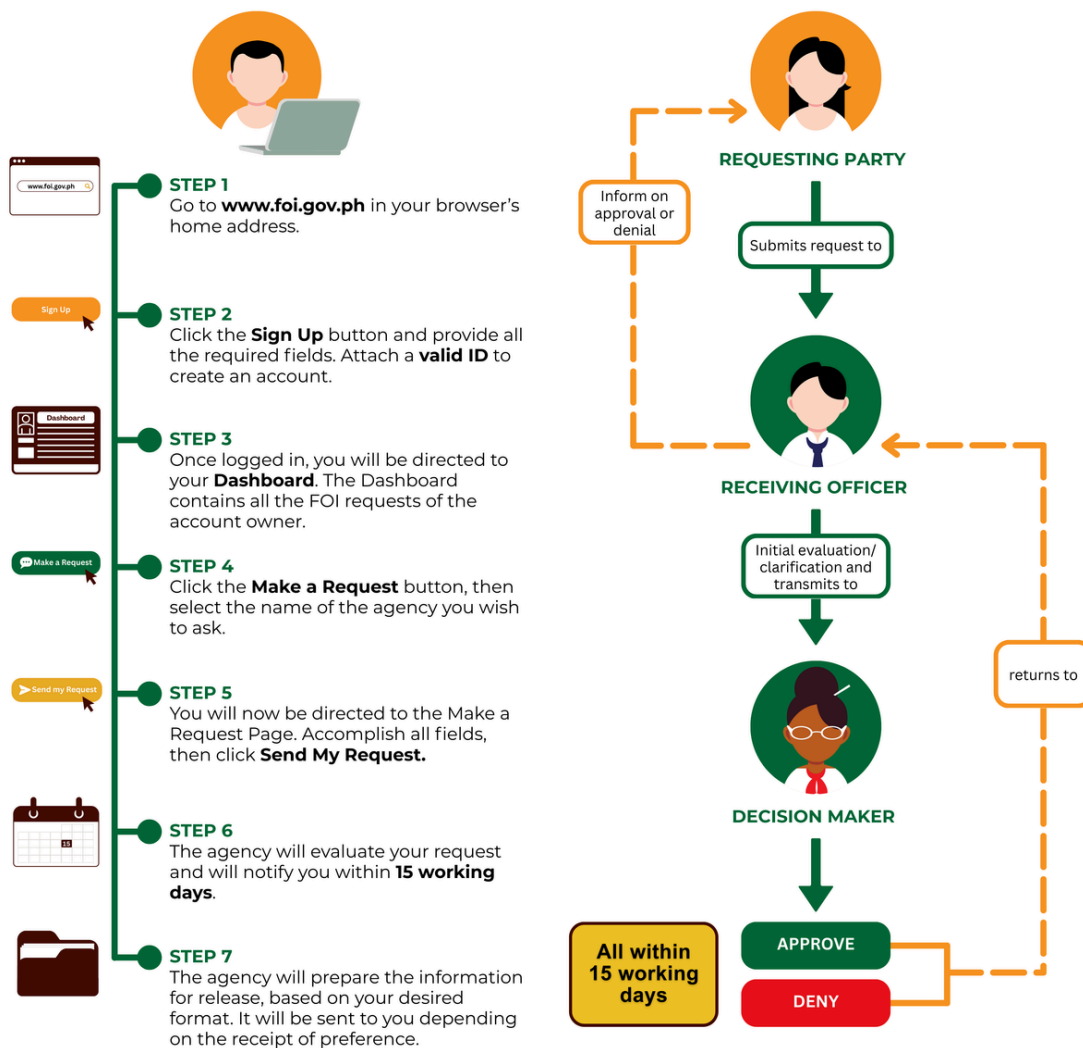 www.foi.gov.ph
STEP 1
Go to www.foi.gov.ph in your browser's
home address.
Sign Up
STEP 2
Click the Sign Up button and provide all
the required fields. Attach a valid ID to
create an account.
Dashboard
STEP 3
Once logged in, you will be directed to
your Dashboard. The Dashboard
contains all the FOI requests of the
account owner.
Make a Request
STEP 4
Click the Make a Request button, then
select the name of the agency you wish
to ask.
Send my Request
STEP 5
You will now be directed to the Make a
Request Page. Accomplish all fields,
then click Send My Request.
15
STEP 6
The agency will evaluate your request
and will notify you within 15 working
days.
STEP 7
The agency will prepare the information
for release, based on your desired
format. It will be sent to you depending
on the receipt of preference.
REQUESTING PARTY
Inform on
approval or
denial
Submits request to
RECEIVING OFFICER
Initial evaluation/
clarification and
transmits to
returns to
DECISION MAKER
All within
15 working
days
APPROVE
DENY